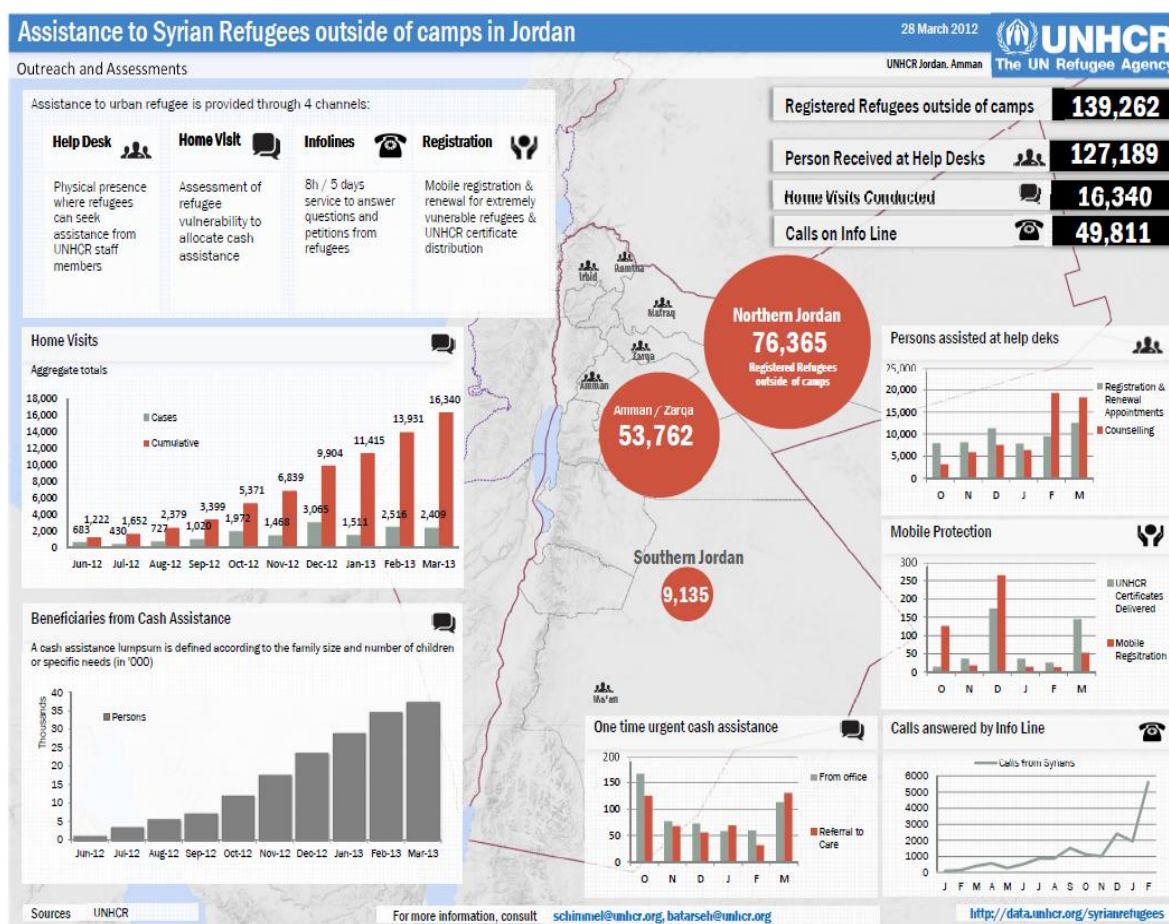 Assistance to Syrian Refugees outside of camps in Jordan
28 March 2012
UNHCR
The UN Refugee Agency
UNHCR Jordan. Amman
Outreach and Assessments
Assistance to urban refugee is provided through 4 channels:
Help Desk
Physical presence
where refugees
can seek
assistance from
UNHCR staff
members
Home Visit
Assessment of
refugee
vulnerability to
allocate cash
assistance
Infolines
8h / 5 days
service to answer
questions and
petitions from
refugees
Registration
Mobile registration &
renewal for extremely
vunerable refugees &
UNHCR certificate
distribution
Registered Refugees outside of camps 139,262
Person Received at Help Desks 127,189
Home Visits Conducted 16,340
Calls on Info Line 49,811
Irbid
Ramtha
Mafraq
Zarqa
Amman
Northern Jordan
76,365
Registered Refugees
outside of camps
Amman / Zarqa
53,762
Southern Jordan
9,135
Ma'an
Home Visits
Aggregate totals
Cases
Cumulative
18,000
16,000
14,000
12,000
10,000
8,000
6,000
4,000
2,000
0
683 430 727 1,020 1,972 1,468 3,065 1,511 2,516 2,409
1,222 1,652 2,379 3,399 5,371 6,839 9,904 11,415 13,931 16,340
Jun-12 Jul-12 Aug-12 Sep-12 Oct-12 Nov-12 Dec-12 Jan-13 Feb-13 Mar-13
Beneficiaries from Cash Assistance
A cash assistance lumpsum is defined according to the family size and number of children
or specific needs (in '000)
Thousands
Persons
40
35
30
25
20
15
10
5
0
Jun-12 Jul-12 Aug-12 Sep-12 Oct-12 Nov-12 Dec-12 Jan-13 Feb-13 Mar-13
Persons assisted at help deks
25,000
20,000
15,000
10,000
5,000
0
O N D J F M
Registration &
Renewal
Appointments
Counselling
Mobile Protection
300
250
200
150
100
50
0
O N D J F M
UNHCR
Certificates
Delivered
Mobile
Regsitration
One time urgent cash assistance
200
150
100
50
0
O N D J F M
From office
Referral to
Care
Calls answered by Info Line
Calls from Syrians
6000
5000
4000
3000
2000
1000
0
J F M A M J J A S O N D J F
Sources UNHCR
For more information, consult schimmel@unhcr.org, batarseh@unhcr.org
http://data.unhcr.org/syrianrefugees